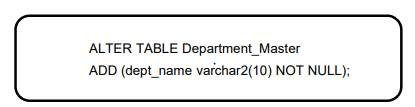 ALTER TABLE Department_Master
ADD (dept_name varchar2(10) NOT NULL);